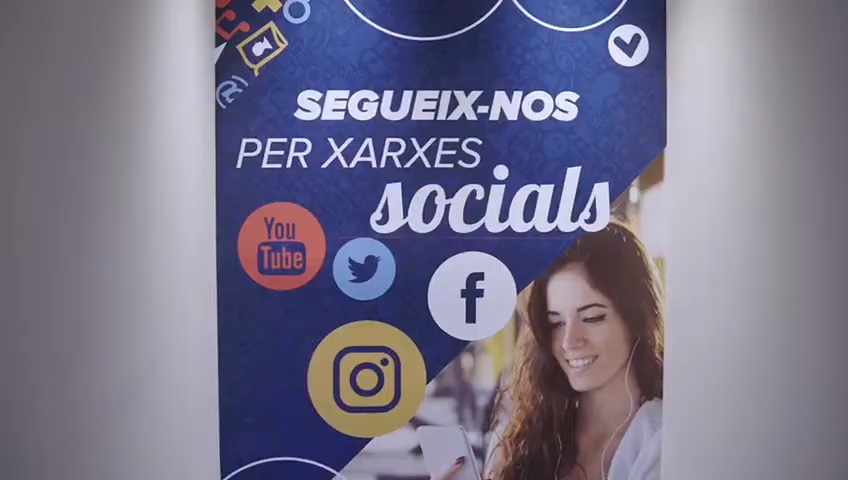 SEGUEIX-NOS
PER XARXES
socials
You
Tube